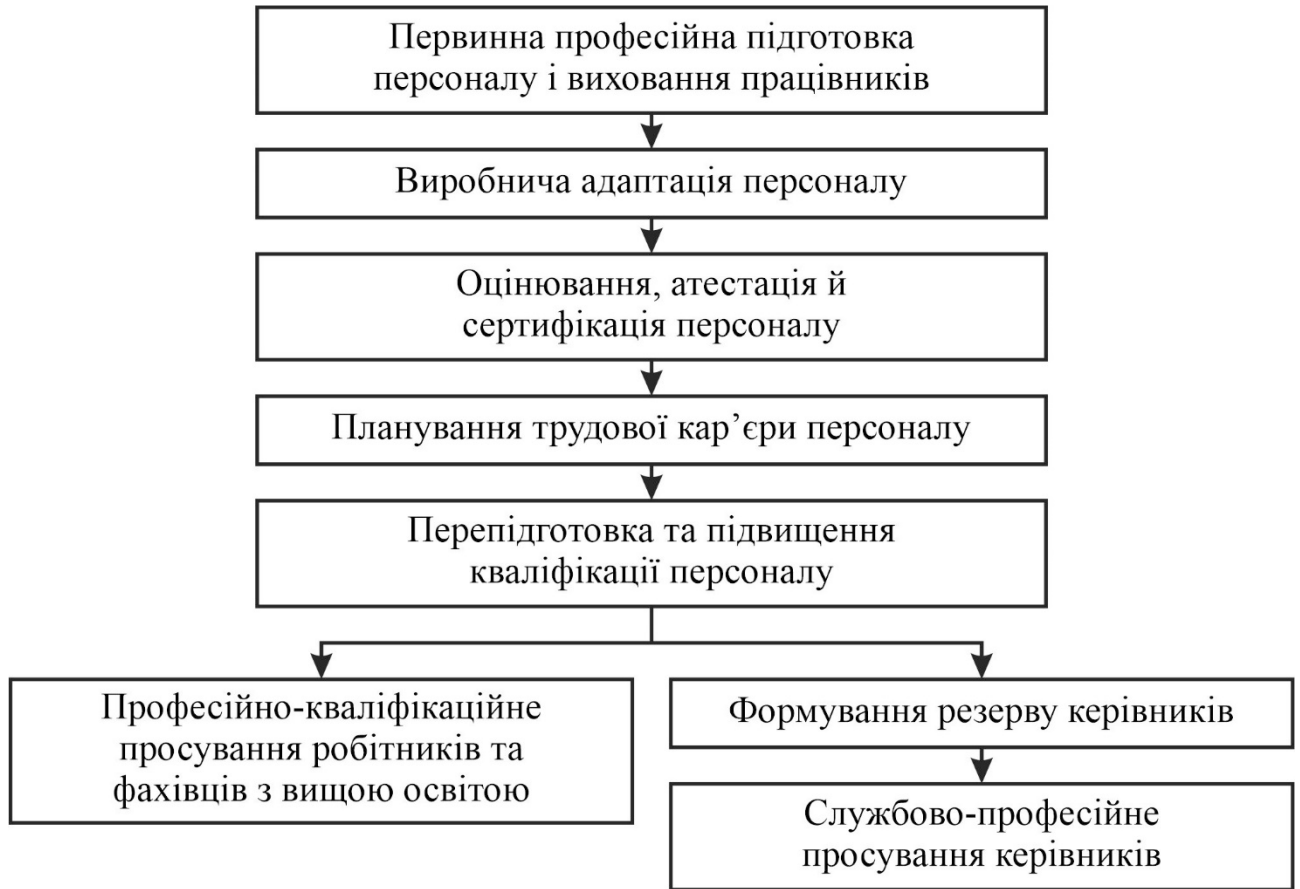 Первинна професійна підготовка
персоналу і виховання працівників
Виробнича адаптація персоналу
Оцінювання, атестація й
сертифікація персоналу
Планування трудової кар’єри персоналу
Перепідготовка та підвищення
кваліфікації персоналу
Професійно-кваліфікаційне
просування робітників та
фахівців з вищою освітою
Формування резерву керівників
Службово-професійне
просування керівників